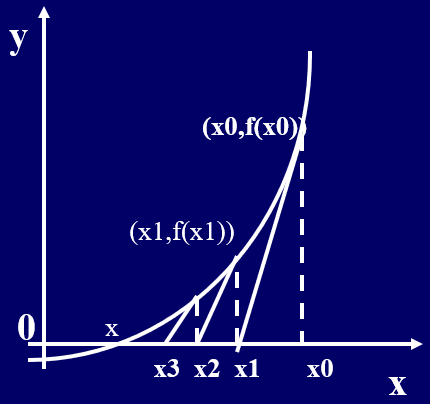 y
(x0,f(x0))
(x1,f(x1))
0
x
x3 x2 x1 x0
x